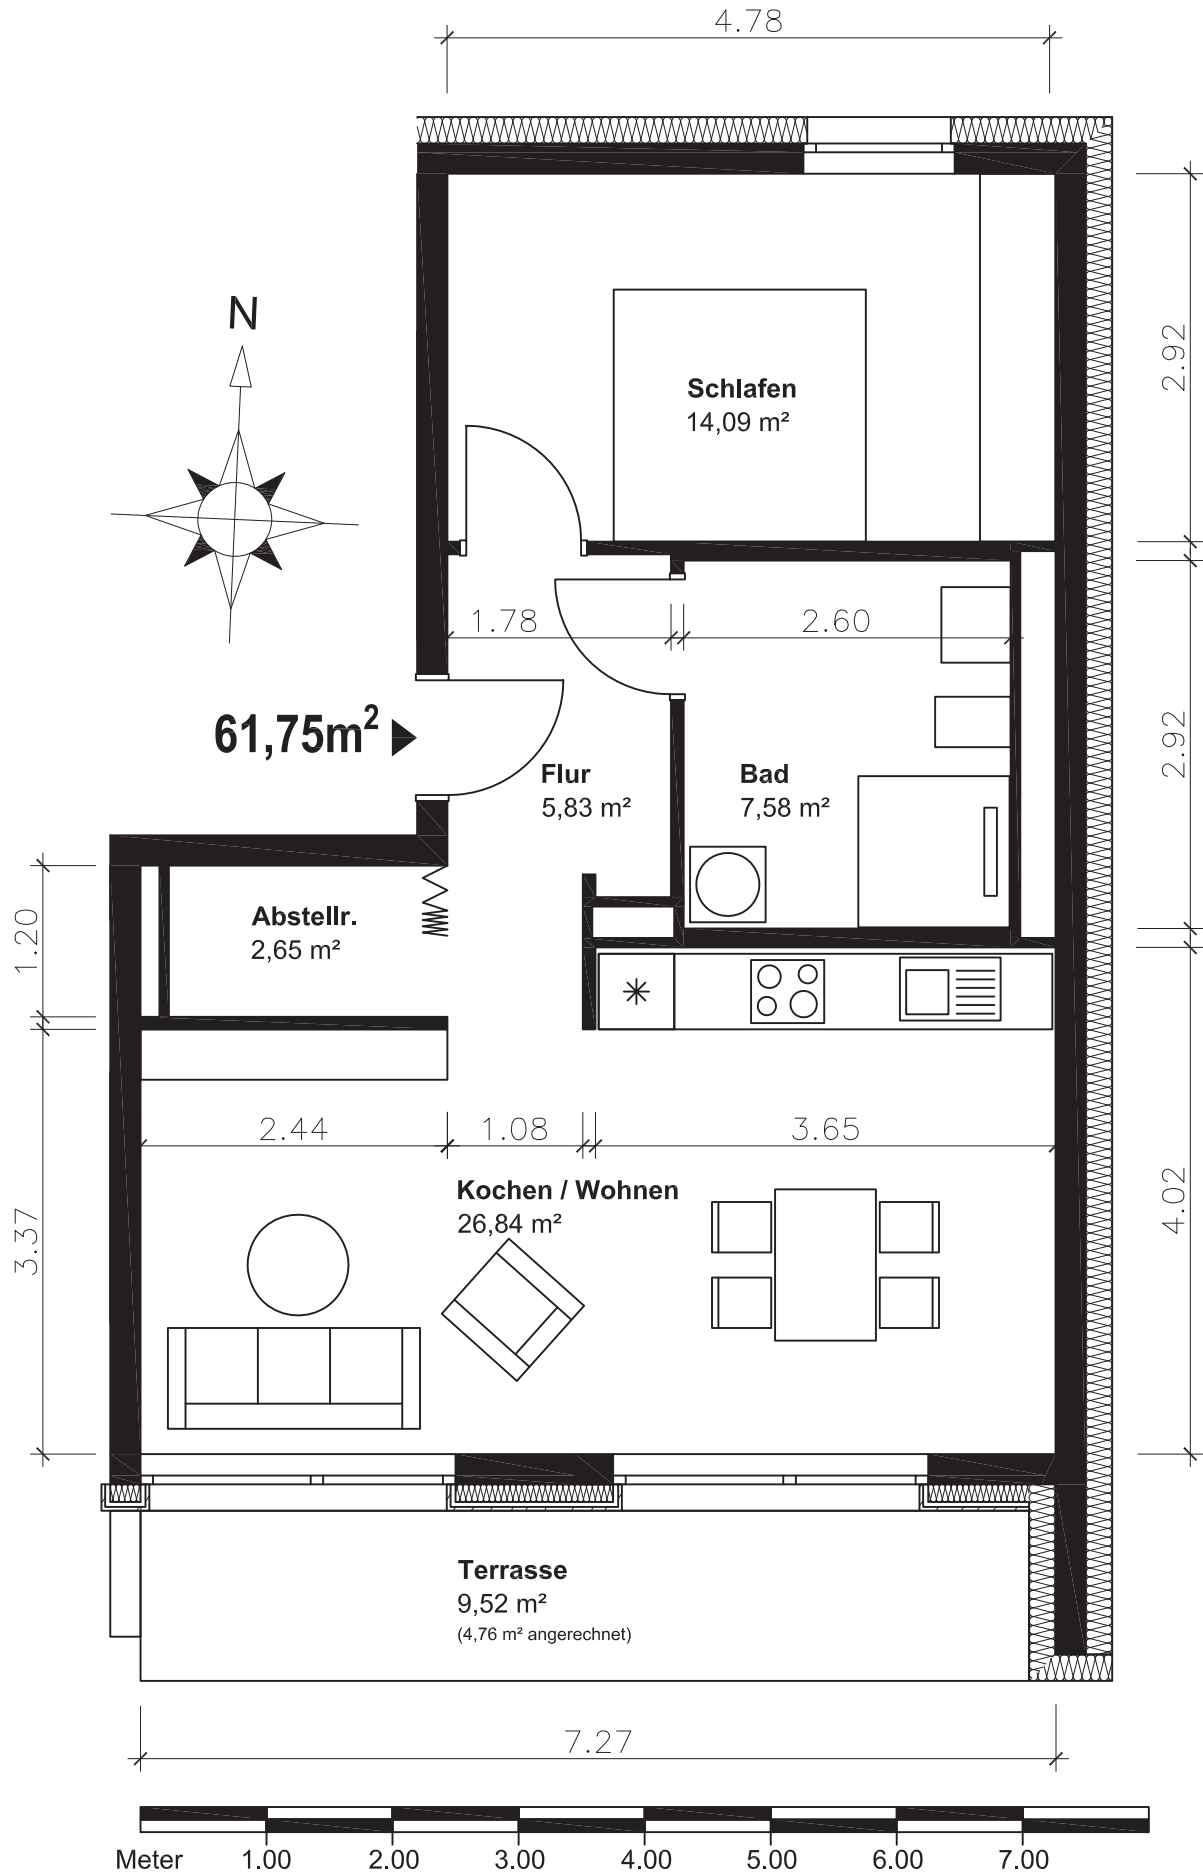 4.78
N
2.92
Schlafen
14,09 m²
1.78
2.60
61,75m²
2.92
Flur
5,83 m²
Bad
7,58 m²
1.20
Abstellr.
2,65 m²
2.44
1.08
3.65
3.37
4.02
Kochen / Wohnen
26,84 m²
Terrasse
9,52 m²
(4,76 m² angerechnet)
7.27
Meter 1.00 2.00 3.00 4.00 5.00 6.00 7.00